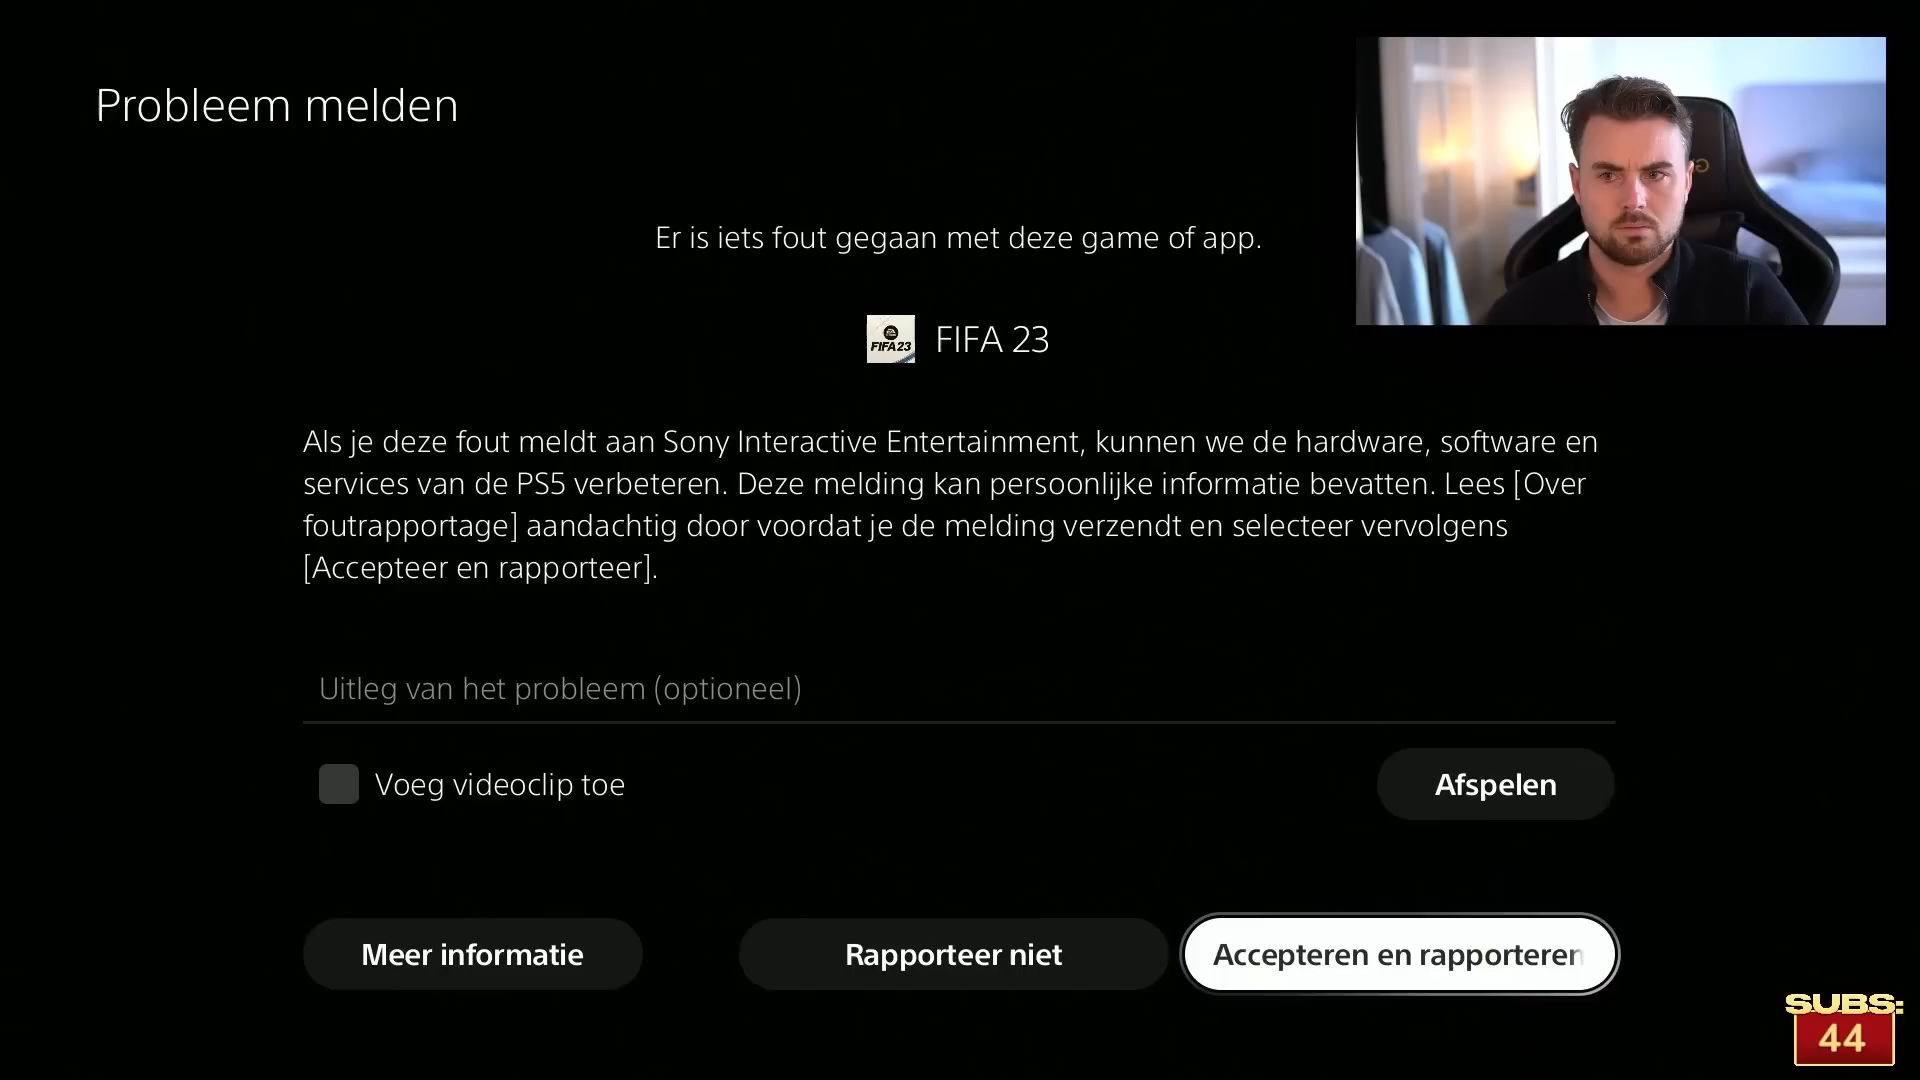 Probleem melden
Er is iets fout gegaan met deze game of app.
FIFA 23
FIFA 23
Als je deze fout meldt aan Sony Interactive Entertainment, kunnen we de hardware, software en
services van de PS5 verbeteren. Deze melding kan persoonlijke informatie bevatten. Lees [Over
foutrapportage] aandachtig door voordat je de melding verzendt en selecteer vervolgens
[Accepteer en rapporteer].
Uitleg van het probleem (optioneel)
Voeg videoclip toe
Afspelen
Meer informatie
Rapporteer niet
Accepteren en rapporteren
SUBS:
44